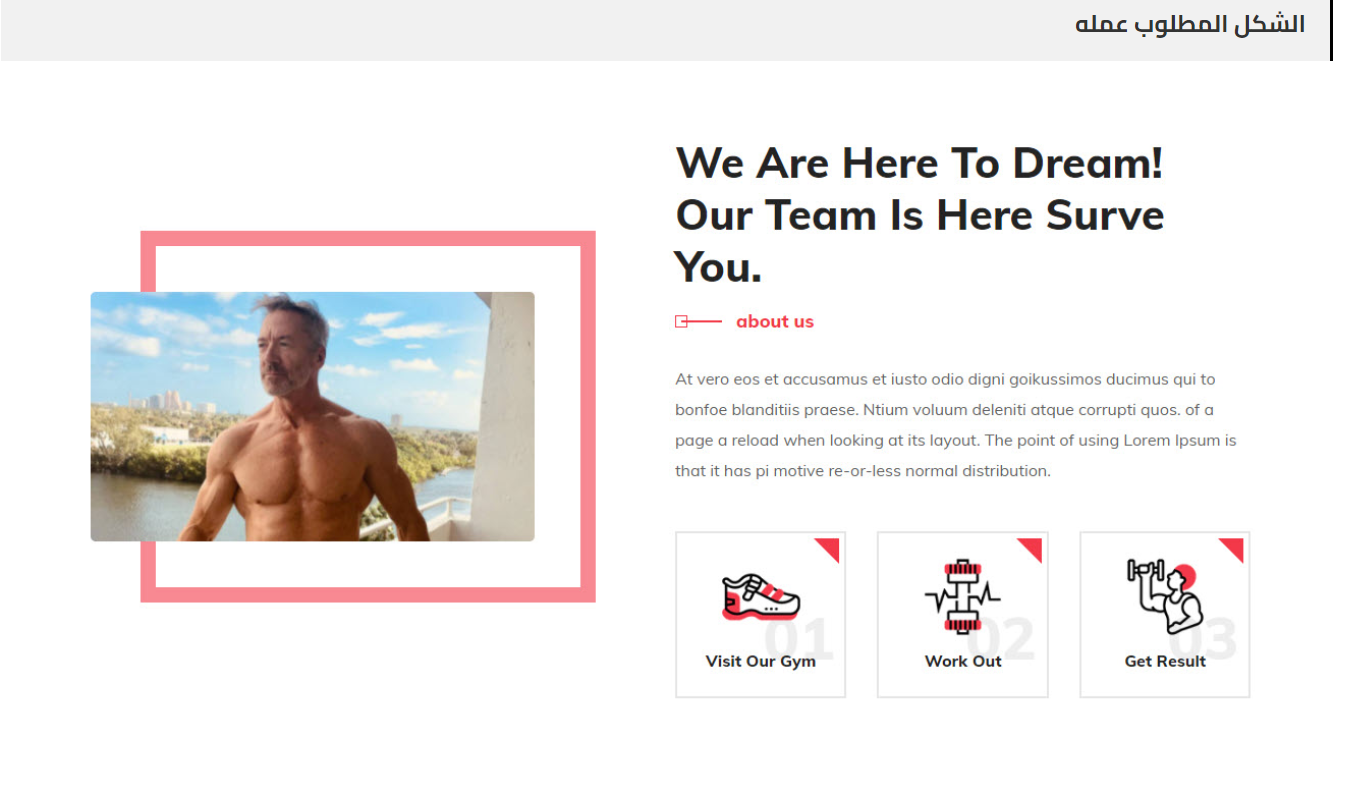 الشكل المطلوب عمله
We Are Here To Dream!
Our Team Is Here Surve
You.
about us
At vero eos et accusamus et iusto odio digni goikussimos ducimus qui to
bonfoe blanditiis praese. Ntium voluum deleniti atque corrupti quos. of a
page a reload when looking at its layout. The point of using Lorem Ipsum is
that it has pi motive re-or-less normal distribution.
01
Visit Our Gym
02
Work Out
03
Get Result